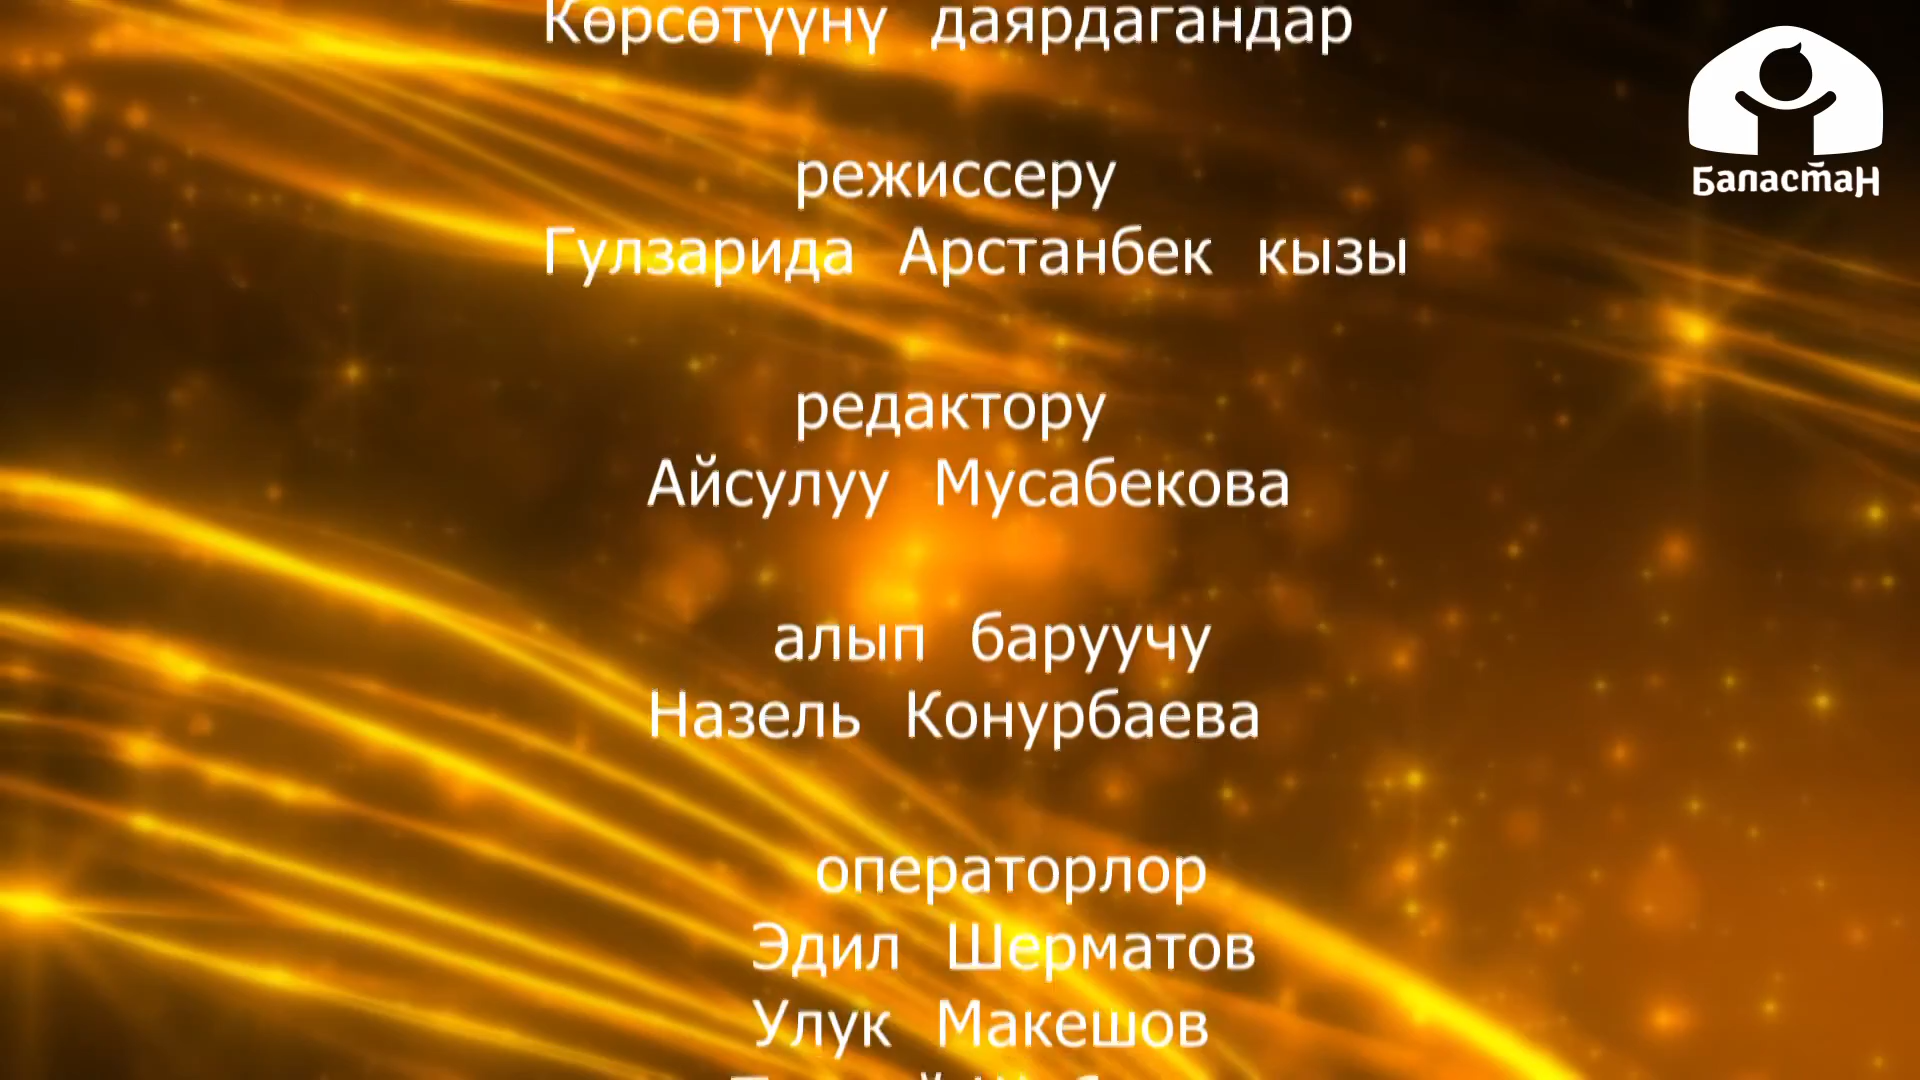 Көрсөтүүнү даярдагандар
Баластан
режиссеру
Гулзарида Арстанбек кызы
редактору
Айсулуу Мусабекова
алып баруучу
Назель Конурбаева
операторлор
Эдил Шерматов
Улук Макешов